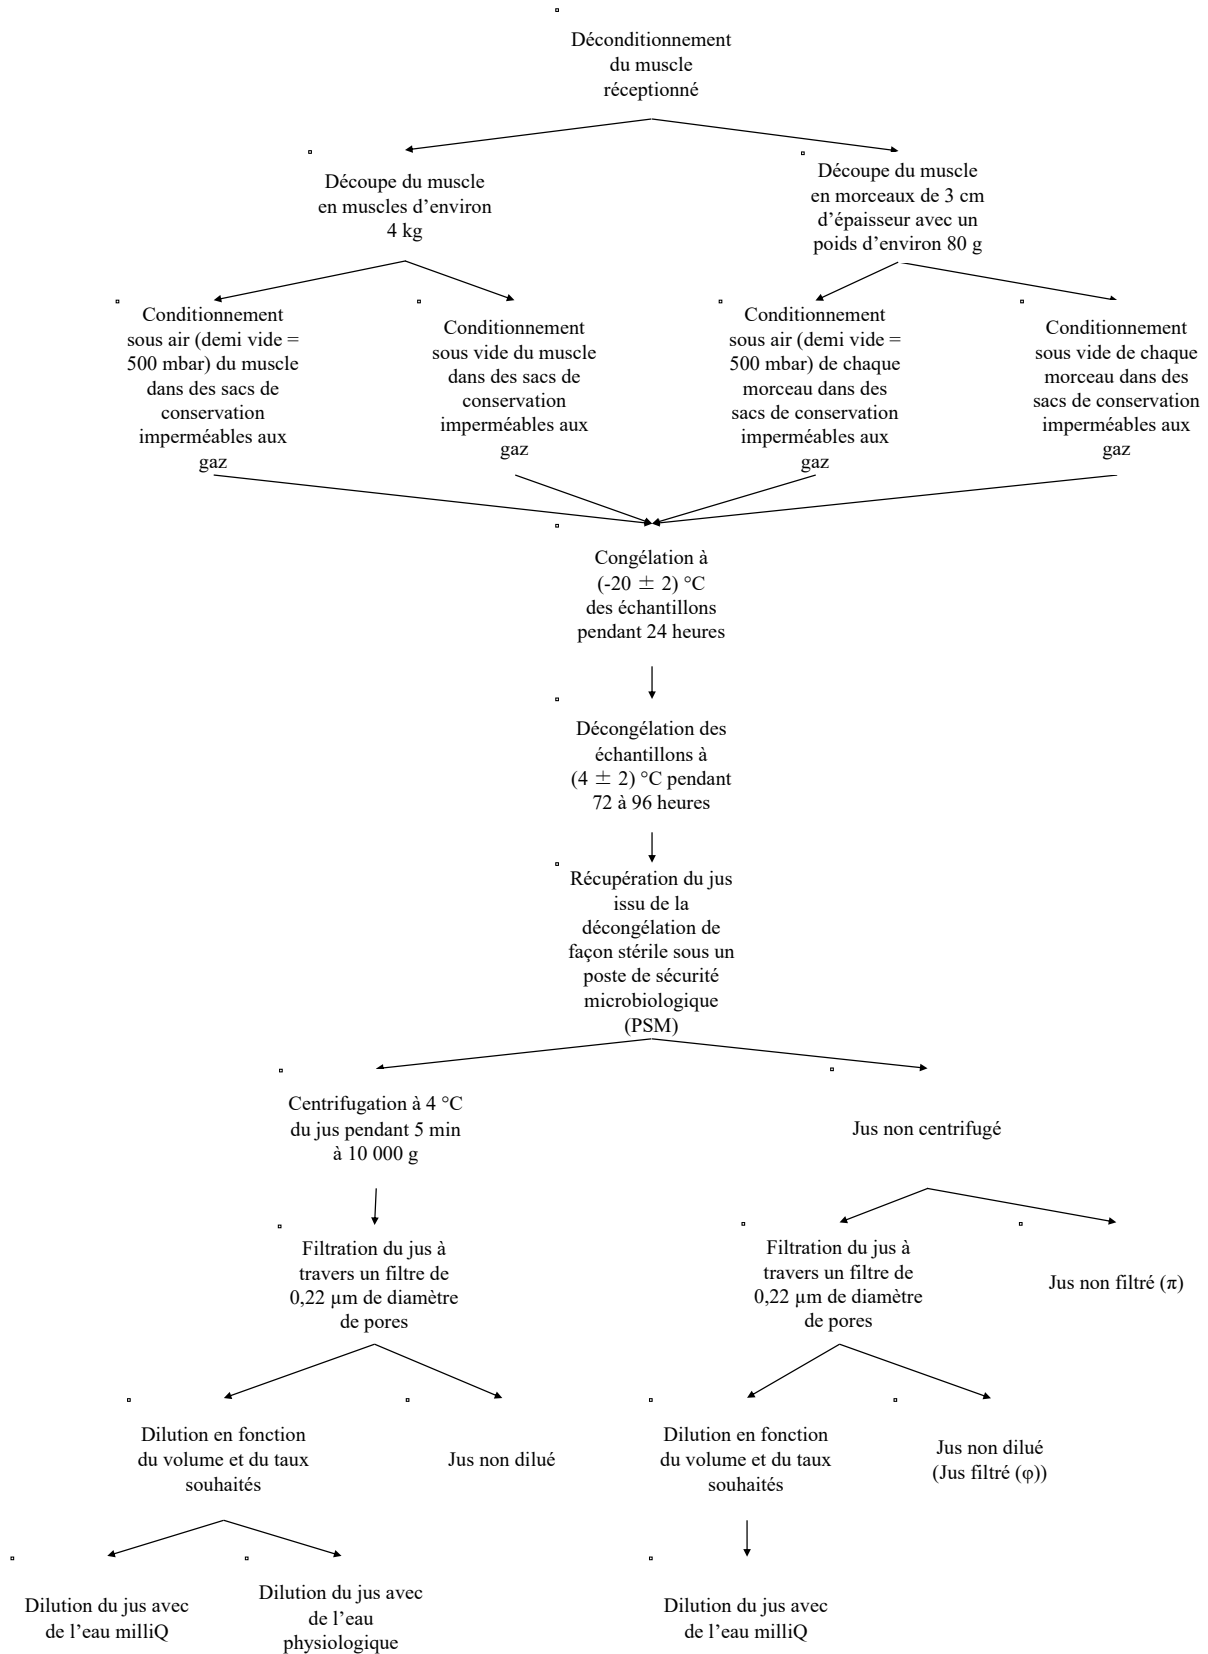 Déconditionnement
du muscle
réceptionné
Découpe du muscle
en muscles d’environ
4 kg
Découpe du muscle
en morceaux de 3 cm
d’épaisseur avec un
poids d’environ 80 g
Conditionnement
sous air (demi vide =
500 mbar) du muscle
dans des sacs de
conservation
imperméables aux
gaz
Conditionnement
sous vide du muscle
dans des sacs de
conservation
imperméables aux
gaz
Conditionnement
sous air (demi vide =
500 mbar) de chaque
morceau dans des
sacs de conservation
imperméables aux
gaz
Conditionnement
sous vide de chaque
morceau dans des
sacs de conservation
imperméables aux
gaz
Congélation à
(-20 ± 2) °C
des échantillons
pendant 24 heures
Décongélation des
échantillons à
(4 ± 2) °C pendant
72 à 96 heures
Récupération du jus
issu de la
décongélation de
façon stérile sous un
poste de sécurité
microbiologique
(PSM)
Centrifugation à 4 °C
du jus pendant 5 min
à 10 000 g
Jus non centrifugé
Filtration du jus à
travers un filtre de
0,22 µm de diamètre
de pores
Filtration du jus à
travers un filtre de
0,22 µm de diamètre
de pores
Jus non filtré (π)
Dilution en fonction
du volume et du taux
souhaités
Jus non dilué
Dilution en fonction
du volume et du taux
souhaités
Jus non dilué
(Jus filtré (φ))
Dilution du jus avec
de l’eau milliQ
Dilution du jus avec
de l’eau
physiologique
Dilution du jus avec
de l’eau milliQ